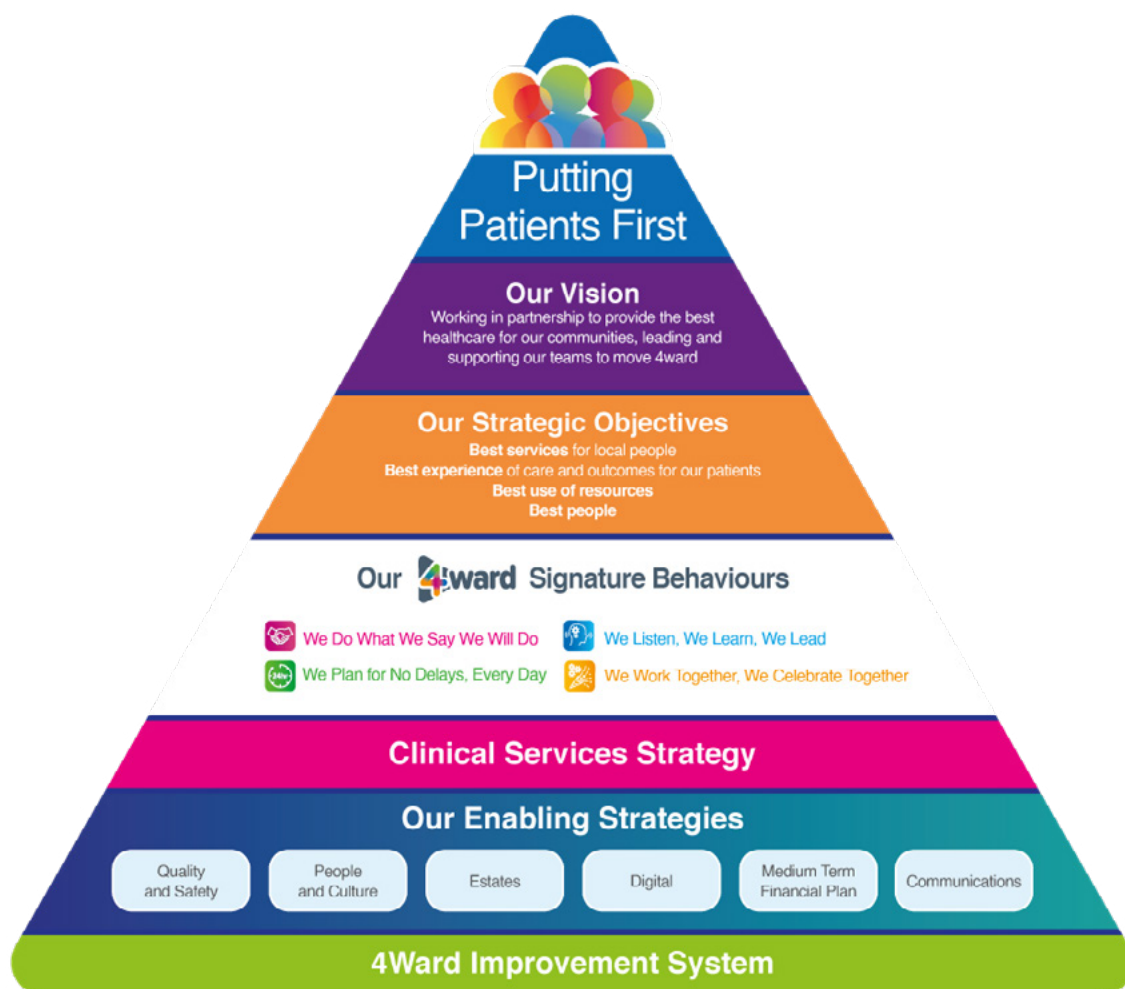 Putting
Patients First
Our Vision
Working in partnership to provide the best
healthcare for our communities, leading and
supporting our teams to move 4ward
Our Strategic Objectives
Best services for local people
Best experience of care and outcomes for our patients
Best use of resources
Best people
Our 4ward Signature Behaviours
We Do What We Say We Will Do
We Listen, We Learn, We Lead
24hr
We Plan for No Delays, Every Day
We Work Together, We Celebrate Together
Clinical Services Strategy
Our Enabling Strategies
Quality
and Safety
People
and Culture
Estates
Digital
Medium Term
Financial Plan
Communications
4Ward Improvement System